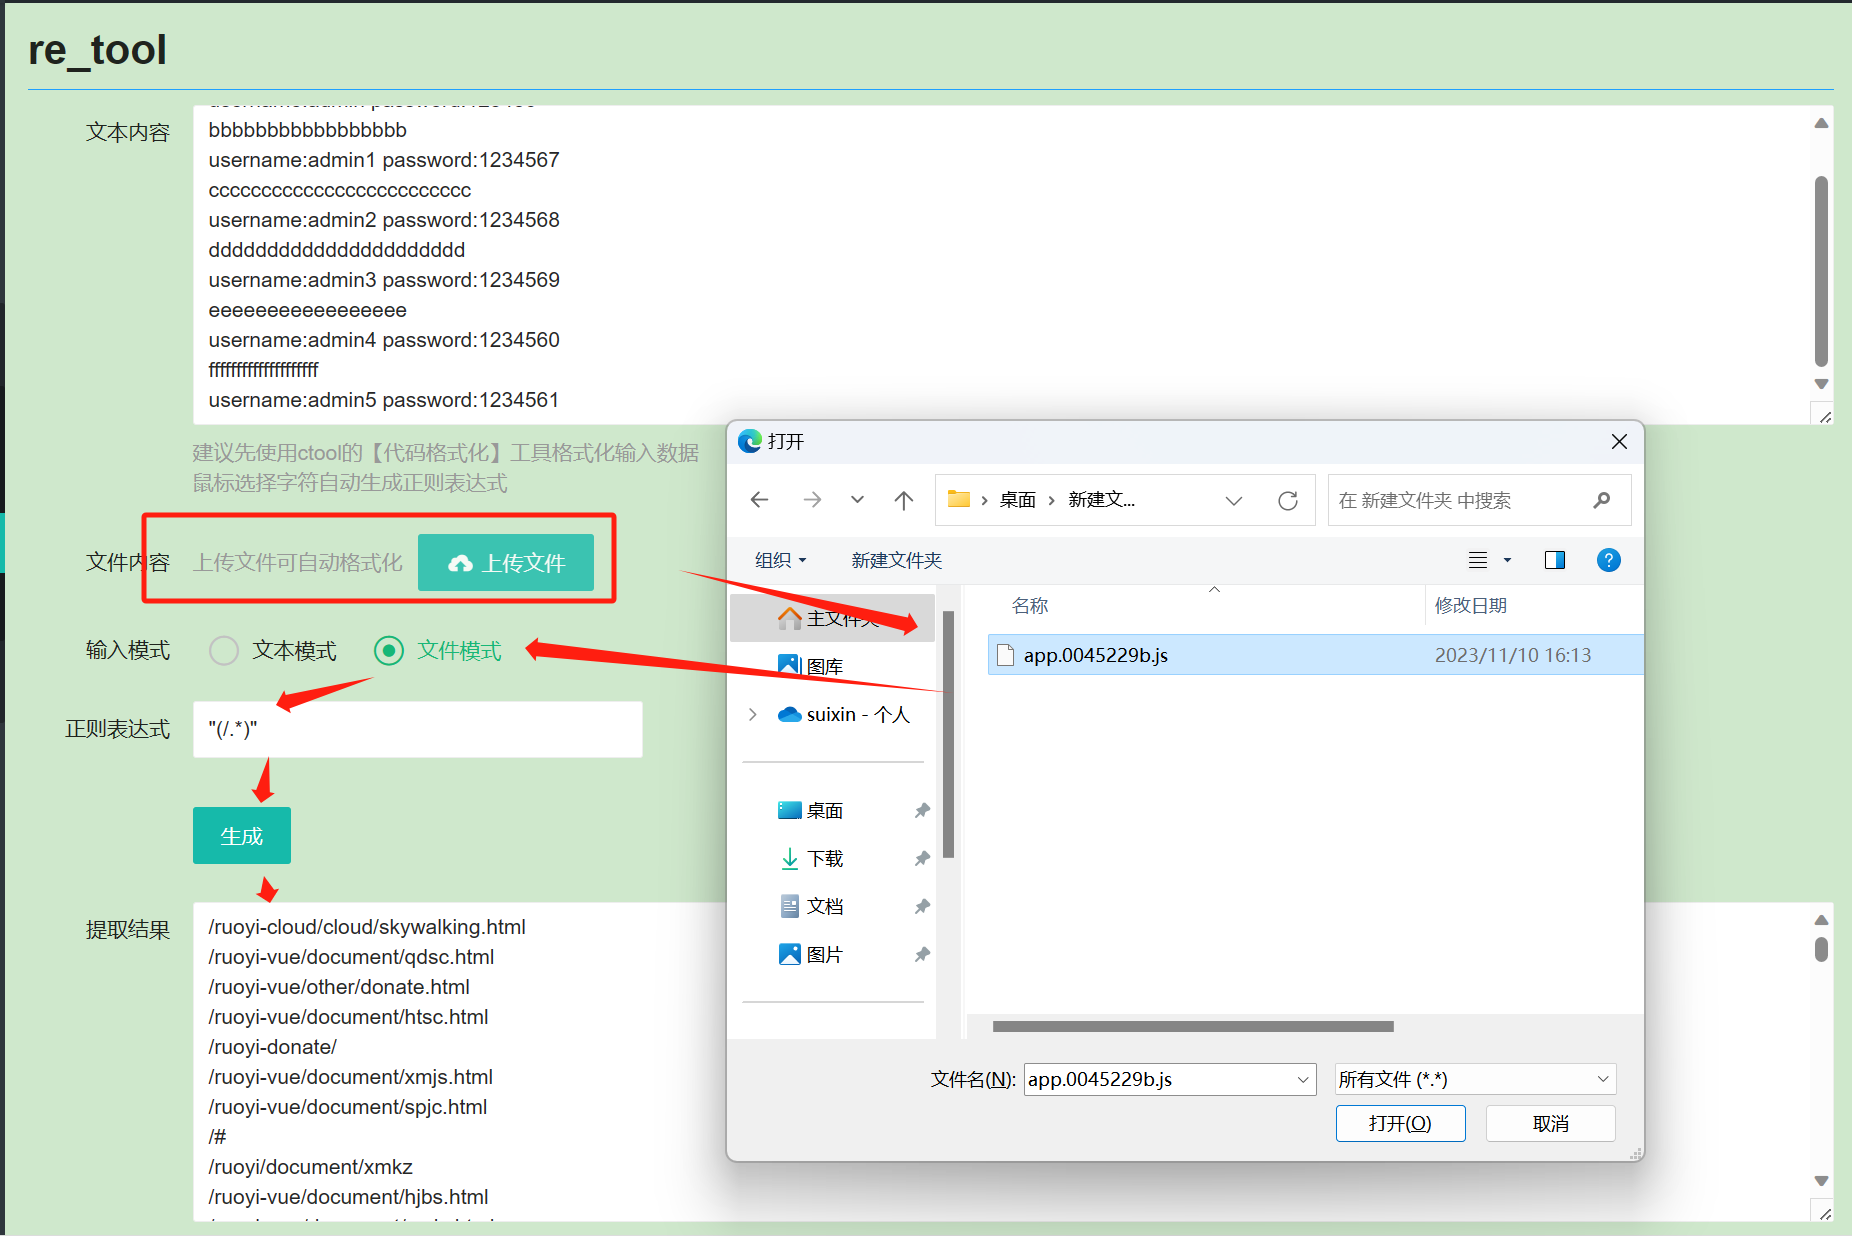 re_tool
文本内容
bbbbbbbbbbbbbbbbb
username:admin1 password:1234567
ccccccccccccccccccccccccc
username:admin2 password:1234568
dddddddddddddddddddddd
username:admin3 password:1234569
eeeeeeeeeeeeeeeee
username:admin4 password:1234560
ffffffffffffffffffff
username:admin5 password:1234561
建议先使用ctool的【代码格式化】工具格式化输入数据
鼠标选择字符自动生成正则表达式
文件内容 上传文件可自动格式化 上传文件
输入模式 文本模式 文件模式
正则表达式 "(/.*)"
生成
提取结果
/ruoyi-cloud/cloud/skywalking.html
/ruoyi-vue/document/qdsc.html
/ruoyi-vue/other/donate.html
/ruoyi-vue/document/htsc.html
/ruoyi-donate/
/ruoyi-vue/document/xmjs.html
/ruoyi-vue/document/spjc.html
/#
/ruoyi/document/xmkz
/ruoyi-vue/document/hjbs.html
打开
桌面 新建文...
在 新建文件夹 中搜索
组织 新建文件夹
主文件夹
图库
suixin - 个人
桌面
下载
文档
图片
名称 修改日期
app.0045229b.js 2023/11/10 16:13
文件名(N): app.0045229b.js 所有文件 (*.*)
打开(O) 取消